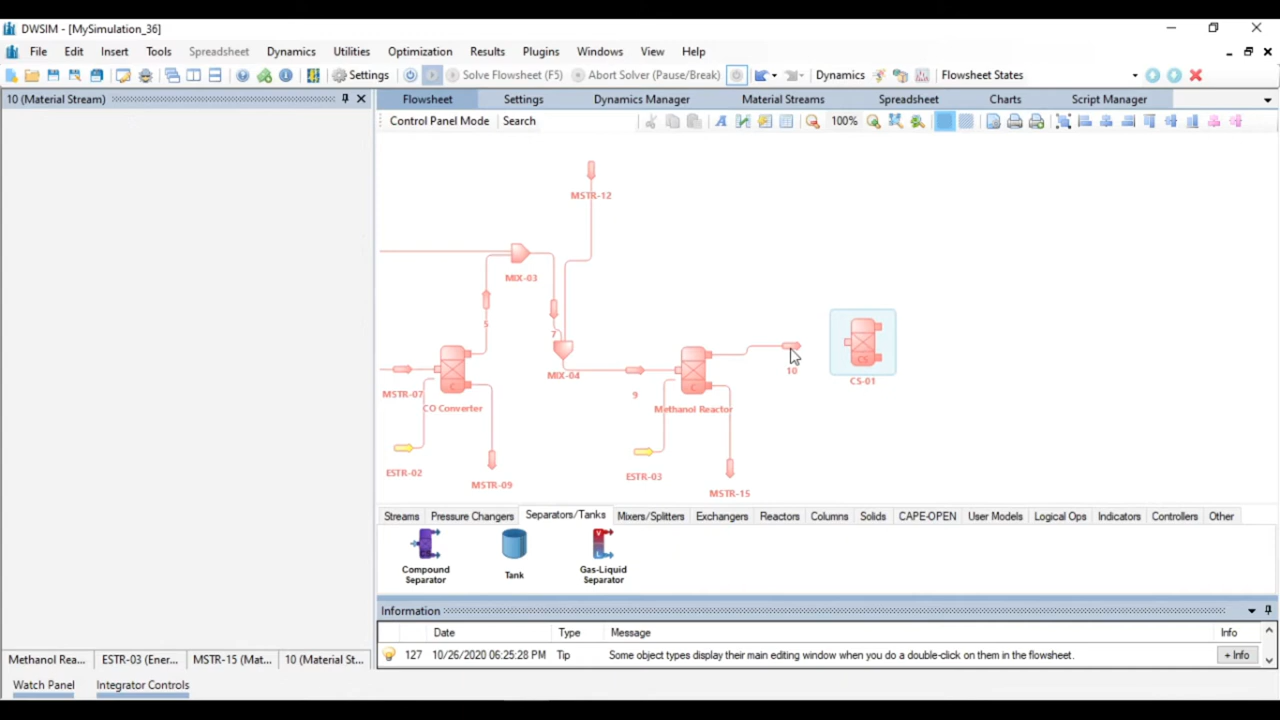 DWSIM - [MySimulation_36]
File Edit Insert Tools Spreadsheet Dynamics Utilities Optimization Results Plugins Windows View Help
Settings Solve Flowsheet (F5) Abort Solver (Pause/Break) Dynamics Flowsheet States
10 (Material Stream)
Flowsheet Settings Dynamics Manager Material Streams Spreadsheet Charts Script Manager
Control Panel Mode Search 100%
MSTR-12
MIX-03
5
7
MIX-04
MSTR-07
CO Converter
9
Methanol Reactor
10
CS
CS-01
C
C
ESTR-02
MSTR-09
ESTR-03
MSTR-15
Streams Pressure Changers Separators/Tanks Mixers/Splitters Exchangers Reactors Columns Solids CAPE-OPEN User Models Logical Ops Indicators Controllers Other
CS
V
L
Compound
Separator
Tank
Gas-Liquid
Separator
Information
Date Type Message Info
127 10/26/2020 06:25:28 PM Tip Some object types display their main editing window when you do a double-click on them in the flowsheet. + Info
Methanol Rea... ESTR-03 (Ener... MSTR-15 (Mat... 10 (Material St...
Watch Panel Integrator Controls